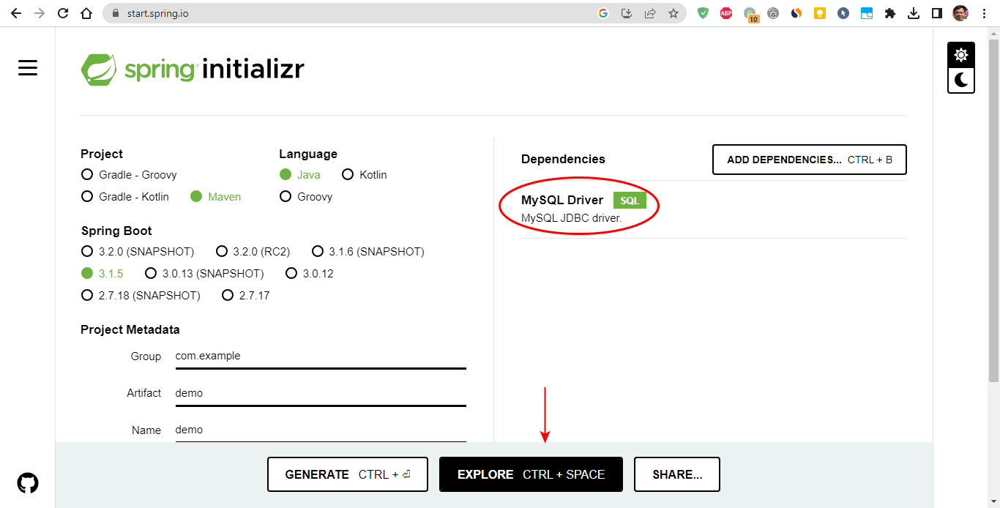 start.spring.io
ABP
10
spring initializr
Project
Gradle - Groovy
Gradle - Kotlin
Maven
Language
Java
Kotlin
Groovy
Spring Boot
3.2.0 (SNAPSHOT)
3.2.0 (RC2)
3.1.6 (SNAPSHOT)
3.1.5
3.0.13 (SNAPSHOT)
3.0.12
2.7.18 (SNAPSHOT)
2.7.17
Project Metadata
Group
com.example
Artifact
demo
Name
demo
Dependencies
ADD DEPENDENCIES... CTRL + B
MySQL Driver SQL
MySQL JDBC driver.
GENERATE CTRL + ⏎
EXPLORE CTRL + SPACE
SHARE...